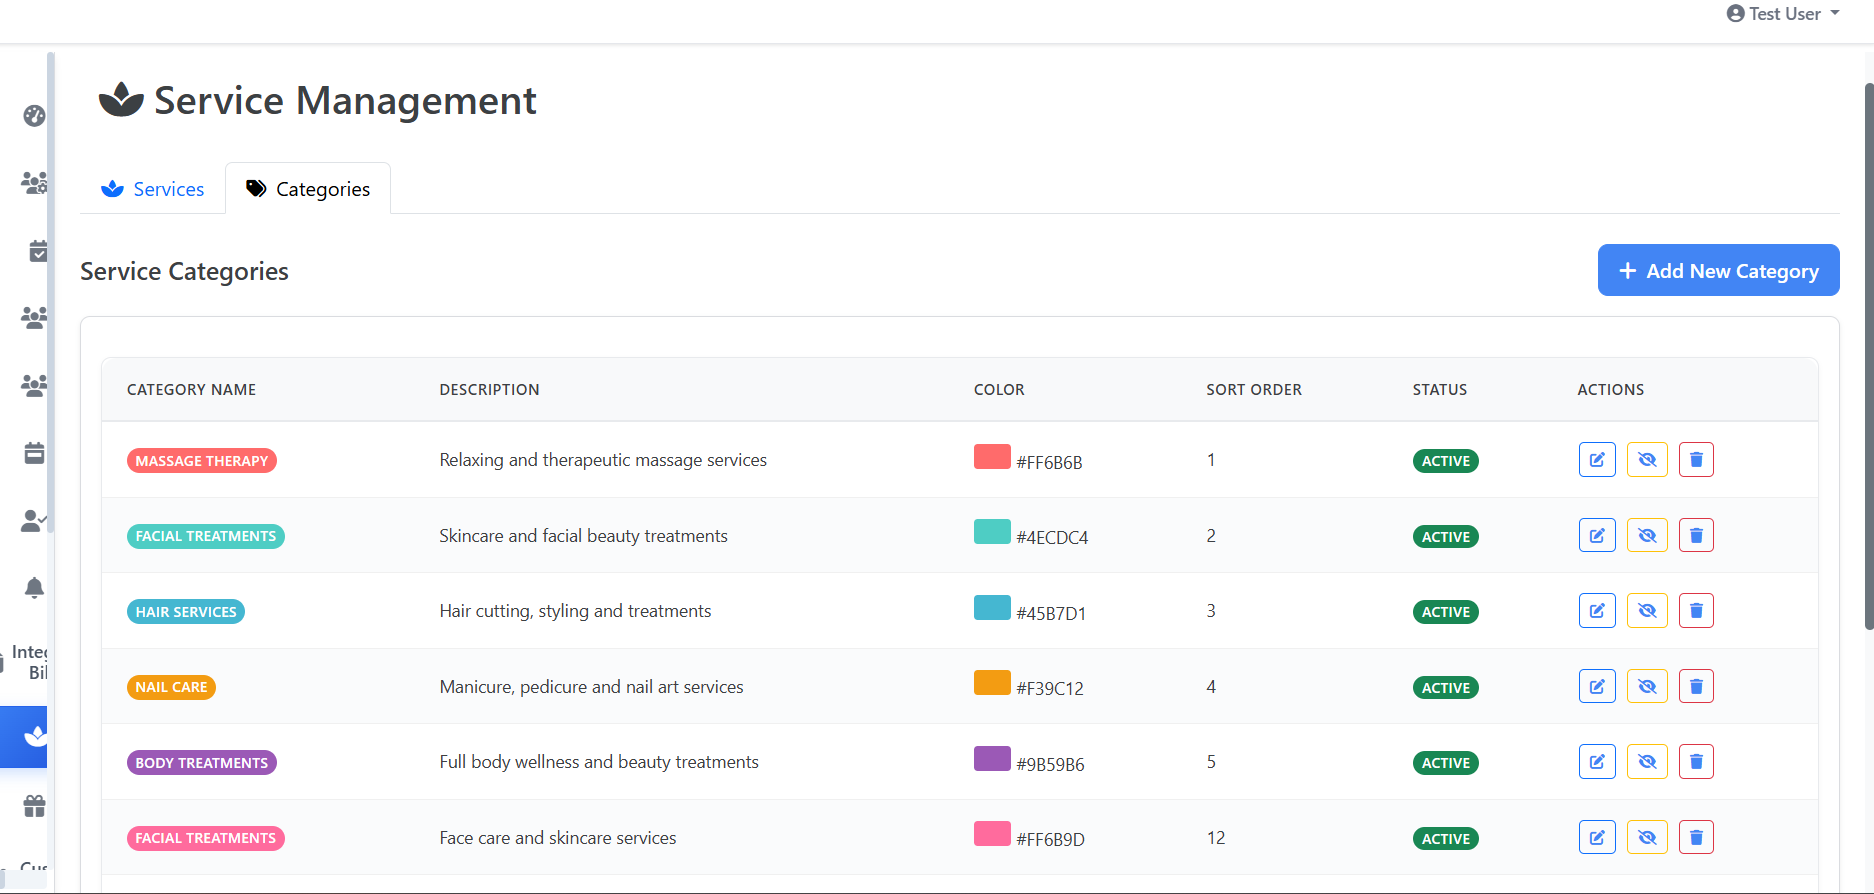 Test User
Service Management
Services
Categories
Service Categories
+ Add New Category
CATEGORY NAME DESCRIPTION COLOR SORT ORDER STATUS ACTIONS
MASSAGE THERAPY Relaxing and therapeutic massage services #FF6B6B 1 ACTIVE
FACIAL TREATMENTS Skincare and facial beauty treatments #4ECDC4 2 ACTIVE
HAIR SERVICES Hair cutting, styling and treatments #45B7D1 3 ACTIVE
NAIL CARE Manicure, pedicure and nail art services #F39C12 4 ACTIVE
BODY TREATMENTS Full body wellness and beauty treatments #9B59B6 5 ACTIVE
FACIAL TREATMENTS Face care and skincare services #FF6B9D 12 ACTIVE